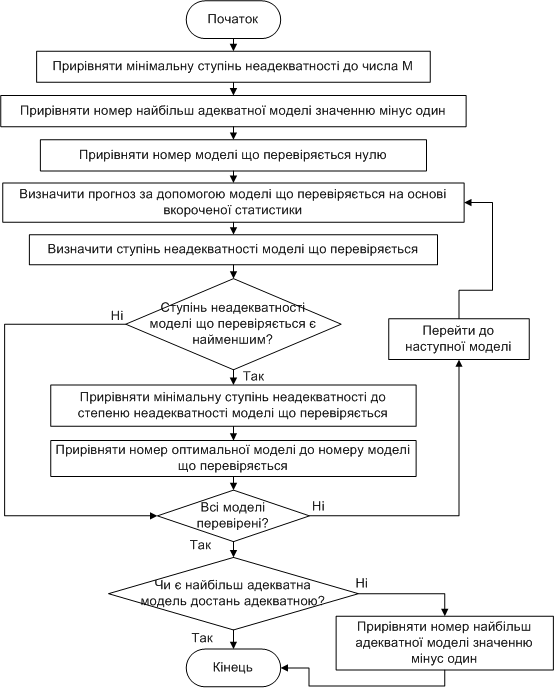 Початок
Прирівняти мінімальну ступінь неадекватності до числа М
Прирівняти номер найбільш адекватної моделі значенню мінус один
Прирівняти номер моделі що перевіряється нулю
Визначити прогноз за допомогою моделі що перевіряється на основі
вкороченої статистики
Визначити ступінь неадекватності моделі що перевіряється
Ступінь неадекватності
моделі що перевіряється є
найменшим?
Ні
Перейти до
наступної моделі
Так
Прирівняти мінімальну ступінь неадекватності до
степеню неадекватності моделі що перевіряється
Прирівняти номер оптимальної моделі до номеру моделі
що перевіряється
Всі моделі
перевірені?
Ні
Так
Чи є найбільш адекватна
модель достань адекватною?
Ні
Прирівняти номер найбільш
адекватної моделі значенню
мінус один
Так
Кінець